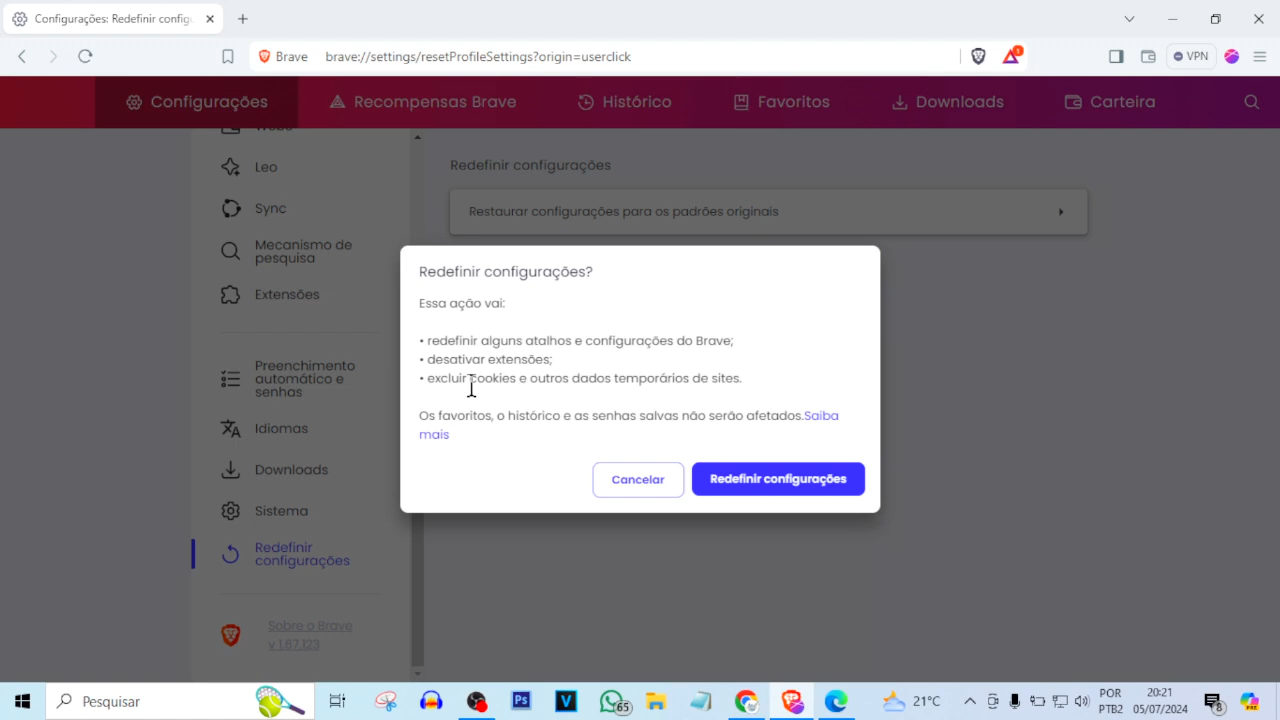 Configurações: Redefinir config
Brave
brave://settings/resetProfileSettings?origin=userclick
1
VPN
Configurações
Recompensas Brave
Histórico
Favoritos
Downloads
Carteira
Leo
Sync
Mecanismo de
pesquisa
Extensões
Preenchimento
automático e
senhas
Idiomas
Downloads
Sistema
Redefinir
configurações
Sobre o Brave
v 1.67.123
Redefinir configurações
Restaurar configurações para os padrões originais
Redefinir configurações?
Essa ação vai:
• redefinir alguns atalhos e configurações do Brave;
• desativar extensões;
• excluir cookies e outros dados temporários de sites.
Os favoritos, o histórico e as senhas salvas não serão afetados.Saiba
mais
Cancelar
Redefinir configurações
Pesquisar
Ps
V
65
21°C
POR
PTB2
20:21
05/07/2024
8
PRE